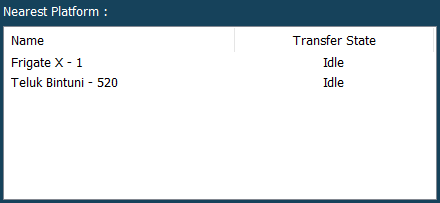 Nearest Platform :
Name Transfer State
Frigate X - 1 Idle
Teluk Bintuni - 520 Idle